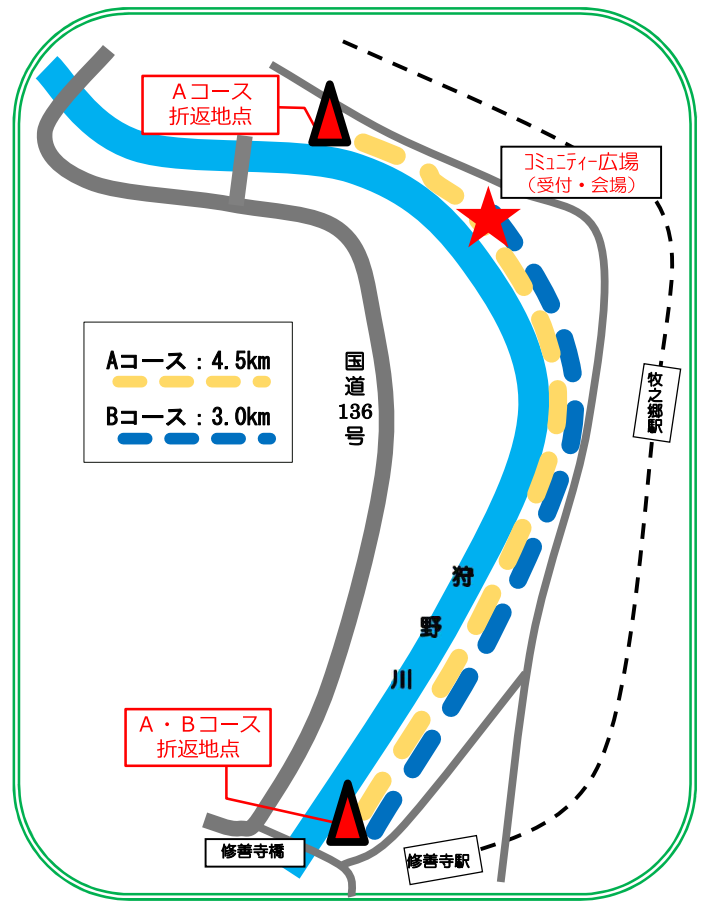 Ａコース
折返地点
コミュニティー広場
（受付・会場）
Aコース：4.5km
Bコース：3.0km
国
道
136
号
牧之郷駅
狩
野
川
Ａ・Ｂコース
折返地点
修善寺橋
修善寺駅